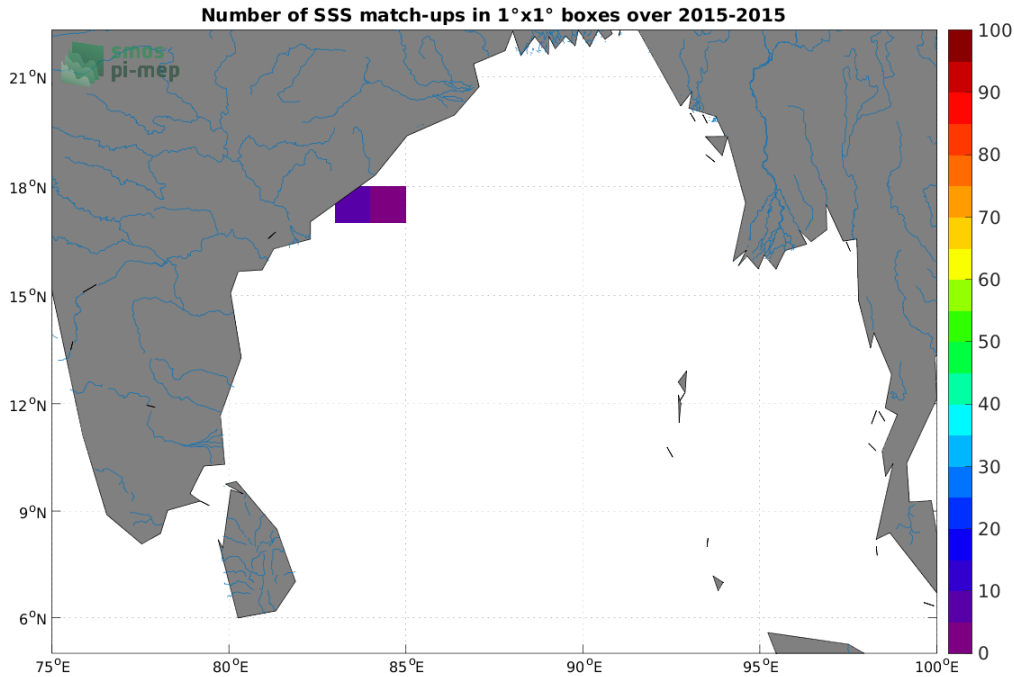 Number of SSS match-ups in 1°x1° boxes over 2015-2015
smos
pi-mep
21°N
18°N
15°N
12°N
9°N
6°N
75°E
80°E
85°E
90°E
95°E
100°E
100
90
80
70
60
50
40
30
20
10
0